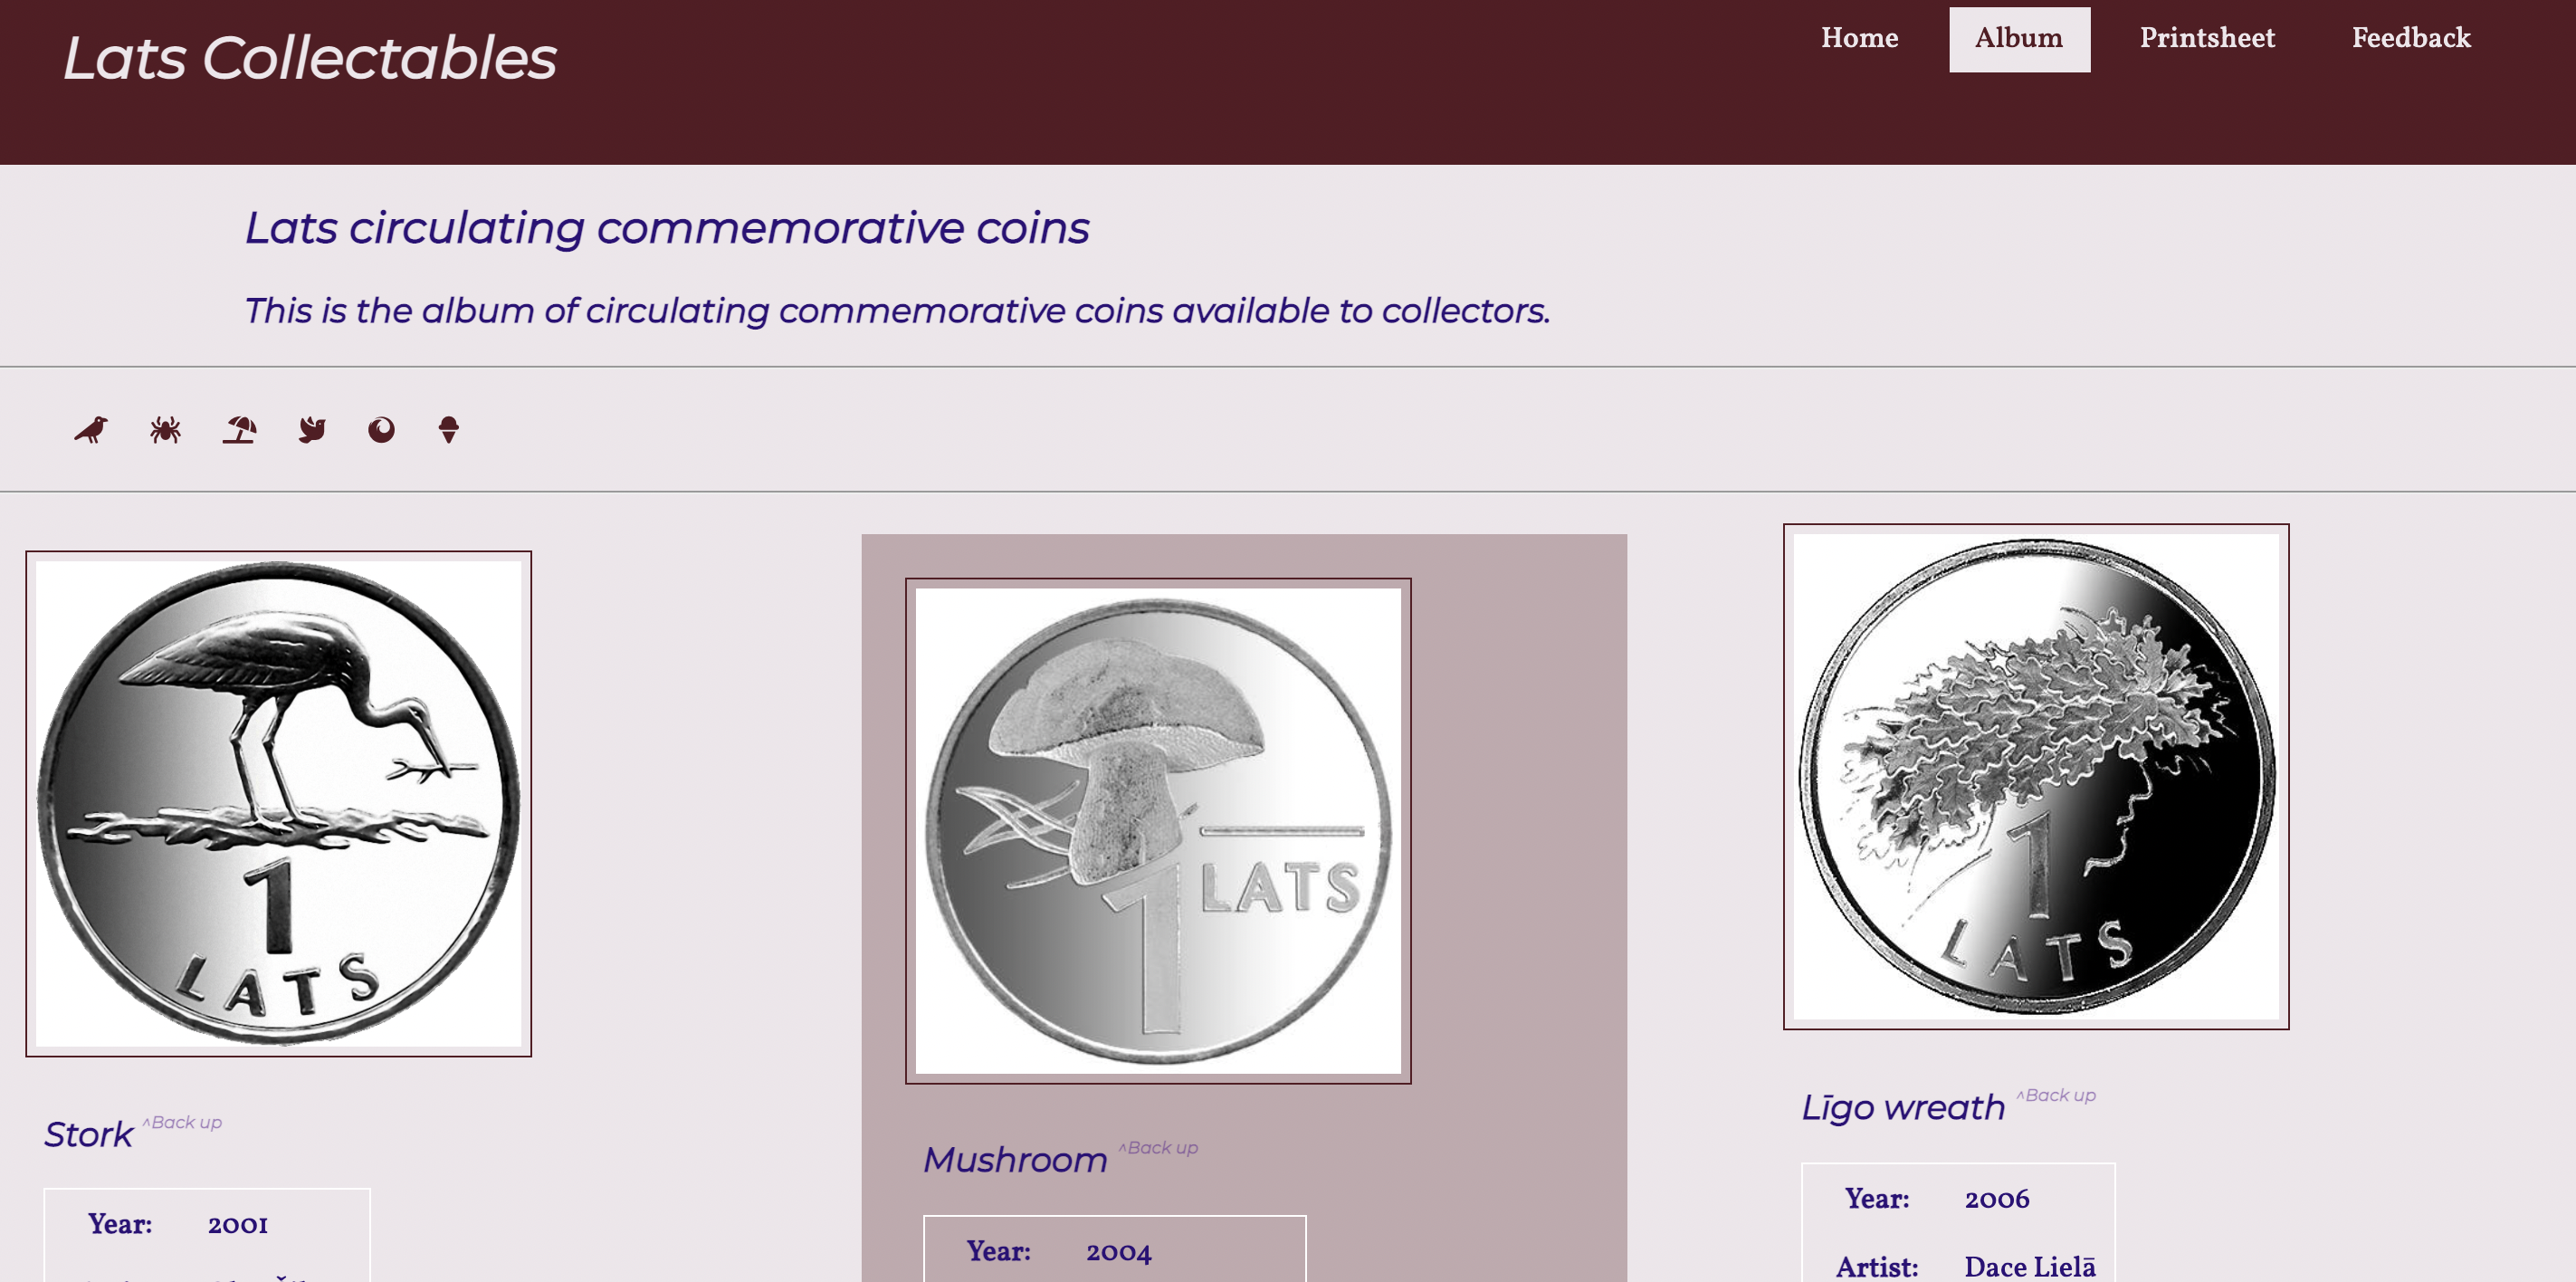 Lats Collectables
Home Album Printsheet Feedback
Lats circulating commemorative coins
This is the album of circulating commemorative coins available to collectors.
1
LATS
Stork ^Back up
Year: 2001
1 LATS
Mushroom ^Back up
Year: 2004
1
LATS
Līgo wreath ^Back up
Year: 2006
Artist: Dace Lielā